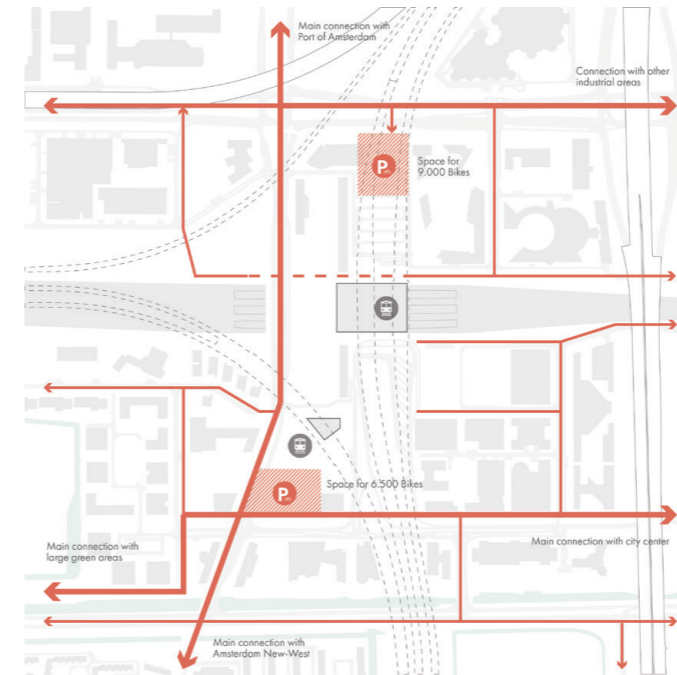 Main connection with
Port of Amsterdam
Connection with other
industrial areas
P
Space for
9.000 Bikes
P
Space for 6.500 Bikes
Main connection with
large green areas
Main connection with city center
Main connection with
Amsterdam New-West